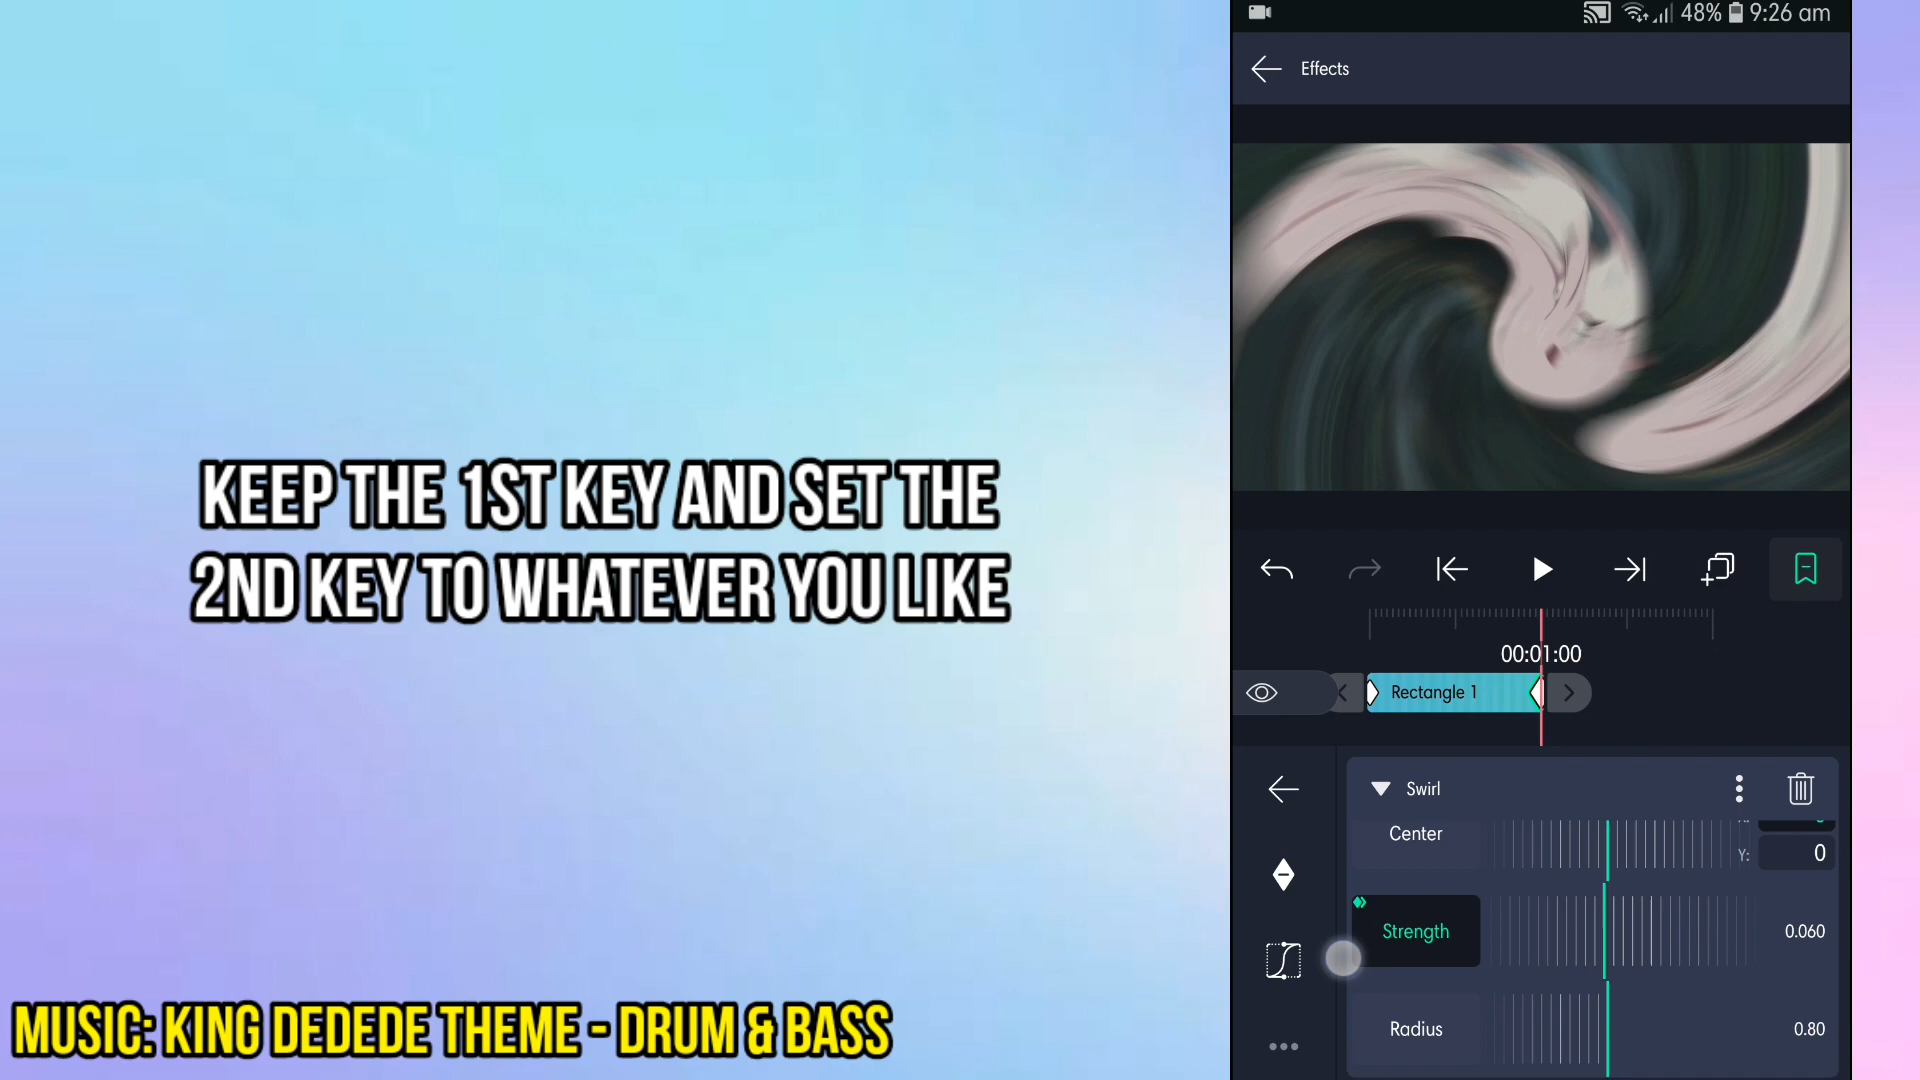 KEEP THE 1ST KEY AND SET THE
2ND KEY TO WHATEVER YOU LIKE
MUSIC: KING DEDEDE THEME - DRUM & BASS
48% 9:26 am
Effects
00:01:00
Rectangle 1
Swirl
Center
Y: 0
Strength 0.060
Radius 0.80